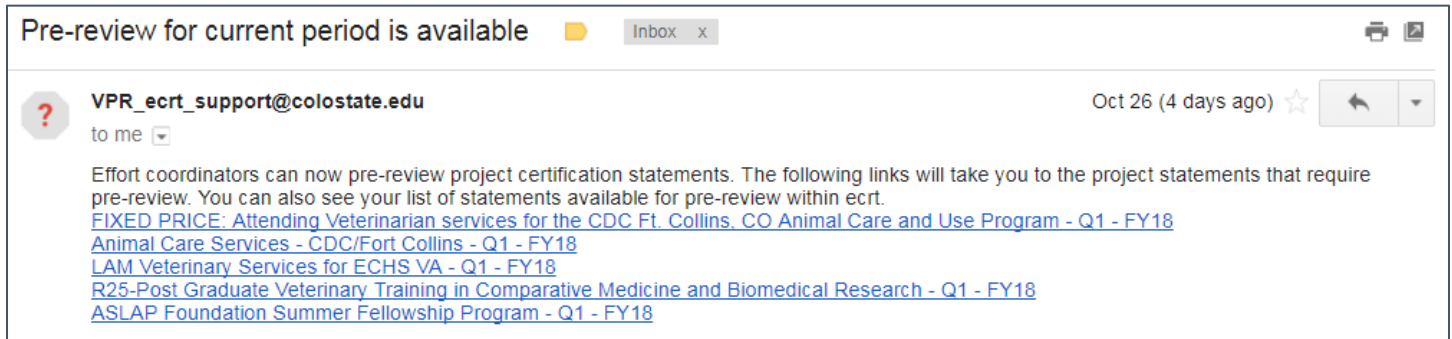 Pre-review for current period is available Inbox x
?
VPR_ecrt_support@colostate.edu Oct 26 (4 days ago)
to me
Effort coordinators can now pre-review project certification statements. The following links will take you to the project statements that require
pre-review. You can also see your list of statements available for pre-review within ecrt.
FIXED PRICE: Attending Veterinarian services for the CDC Ft. Collins, CO Animal Care and Use Program - Q1 - FY18
Animal Care Services - CDC/Fort Collins - Q1 - FY18
LAM Veterinary Services for ECHS VA - Q1 - FY18
R25-Post Graduate Veterinary Training in Comparative Medicine and Biomedical Research - Q1 - FY18
ASLAP Foundation Summer Fellowship Program - Q1 - FY18